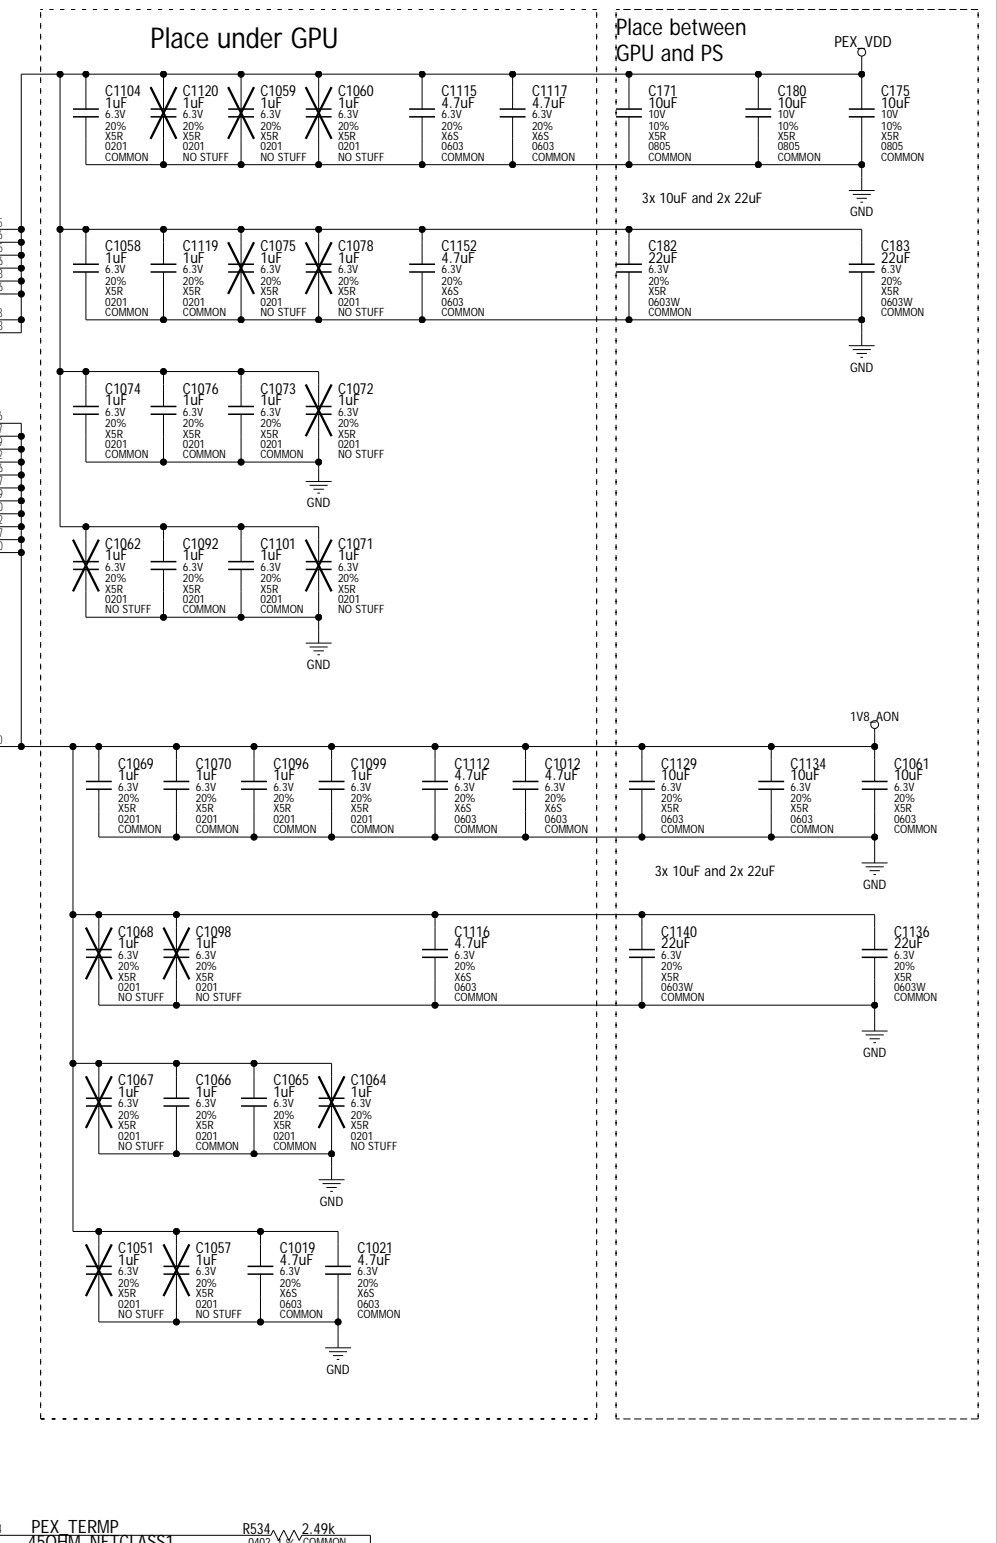 Place under GPU
Place between
GPU and PS
PEX_VDD
C1104
1uF
6.3V
20%
X5R
0201
COMMON
C1120
1uF
6.3V
20%
X5R
0201
NO STUFF
C1059
1uF
6.3V
20%
X5R
0201
NO STUFF
C1060
1uF
6.3V
20%
X5R
0201
NO STUFF
C1115
4.7uF
6.3V
20%
X6S
0603
COMMON
C1117
4.7uF
6.3V
20%
X6S
0603
COMMON
C171
10uF
10V
10%
X5R
0805
COMMON
C180
10uF
10V
10%
X5R
0805
COMMON
C175
10uF
10V
10%
X5R
0805
COMMON
3x 10uF and 2x 22uF
GND
C1058
1uF
6.3V
20%
X5R
0201
COMMON
C1119
1uF
6.3V
20%
X5R
0201
COMMON
C1075
1uF
6.3V
20%
X5R
0201
NO STUFF
C1078
1uF
6.3V
20%
X5R
0201
NO STUFF
C1152
4.7uF
6.3V
20%
X6S
0603
COMMON
C182
22uF
6.3V
20%
X5R
0603W
COMMON
C183
22uF
6.3V
20%
X5R
0603W
COMMON
GND
C1074
1uF
6.3V
20%
X5R
0201
COMMON
C1076
1uF
6.3V
20%
X5R
0201
COMMON
C1073
1uF
6.3V
20%
X5R
0201
COMMON
C1072
1uF
6.3V
20%
X5R
0201
NO STUFF
GND
C1062
1uF
6.3V
20%
X5R
0201
NO STUFF
C1092
1uF
6.3V
20%
X5R
0201
COMMON
C1101
1uF
6.3V
20%
X5R
0201
COMMON
C1071
1uF
6.3V
20%
X5R
0201
NO STUFF
GND
1V8_AON
C1069
1uF
6.3V
20%
X5R
0201
COMMON
C1070
1uF
6.3V
20%
X5R
0201
COMMON
C1096
1uF
6.3V
20%
X5R
0201
COMMON
C1099
1uF
6.3V
20%
X5R
0201
COMMON
C1112
4.7uF
6.3V
20%
X6S
0603
COMMON
C1012
4.7uF
6.3V
20%
X6S
0603
COMMON
C1129
10uF
6.3V
20%
X5R
0603
COMMON
C1134
10uF
6.3V
20%
X5R
0603
COMMON
C1061
10uF
6.3V
20%
X5R
0603
COMMON
3x 10uF and 2x 22uF
GND
C1068
1uF
6.3V
20%
X5R
0201
NO STUFF
C1098
1uF
6.3V
20%
X5R
0201
NO STUFF
C1116
4.7uF
6.3V
20%
X6S
0603
COMMON
C1140
22uF
6.3V
20%
X5R
0603W
COMMON
C1136
22uF
6.3V
20%
X5R
0603W
COMMON
GND
C1067
1uF
6.3V
20%
X5R
0201
NO STUFF
C1066
1uF
6.3V
20%
X5R
0201
COMMON
C1065
1uF
6.3V
20%
X5R
0201
COMMON
C1064
1uF
6.3V
20%
X5R
0201
NO STUFF
GND
C1051
1uF
6.3V
20%
X5R
0201
NO STUFF
C1057
1uF
6.3V
20%
X5R
0201
NO STUFF
C1019
4.7uF
6.3V
20%
X6S
0603
COMMON
C1021
4.7uF
6.3V
20%
X6S
0603
COMMON
GND
PEX_TERMP
45OHM_NETCLASS1
R534 2.49k
0402 COMMON